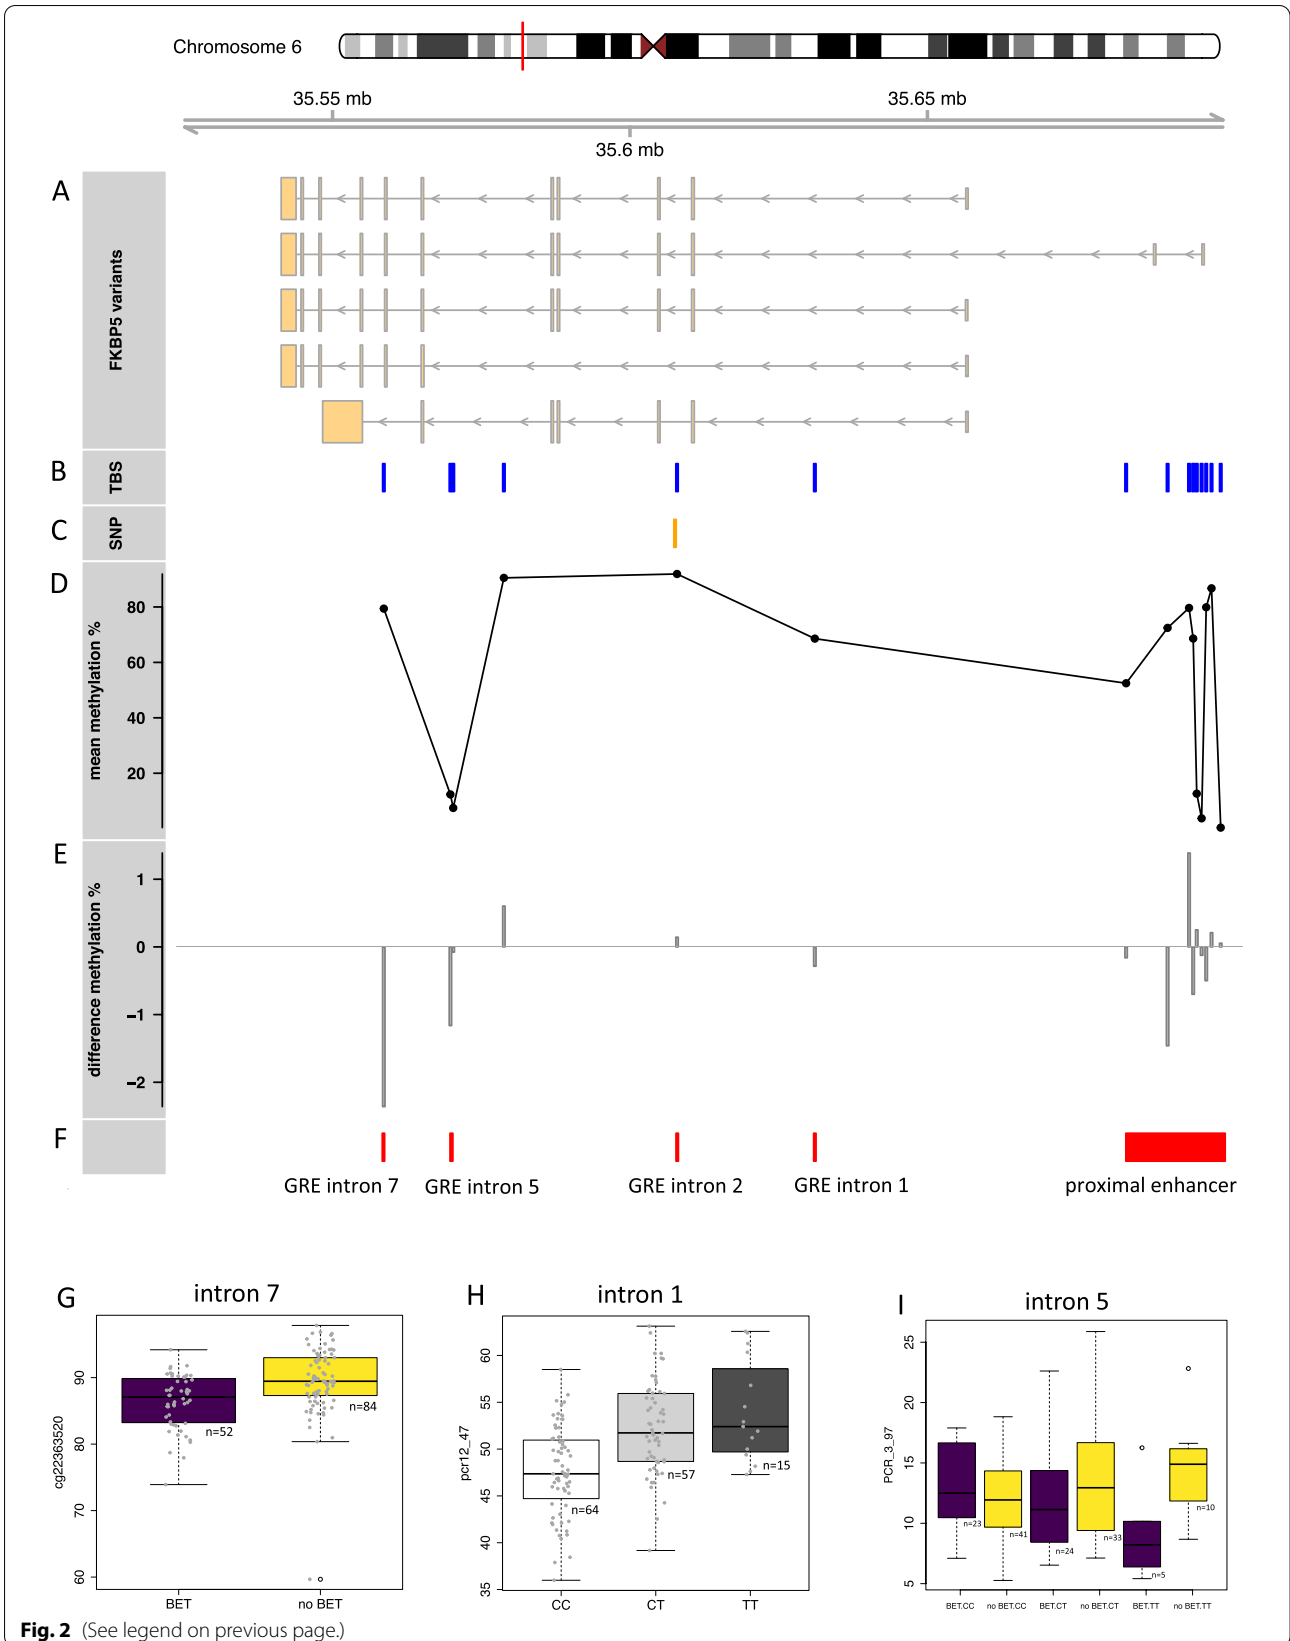 Chromosome 6
35.55 mb
35.65 mb
35.6 mb
A
FKBP5 variants
B
TBS
C
SNP
D
mean methylation %
80
60
40
20
E
difference methylation %
1
0
−1
−2
F
GRE intron 7
GRE intron 5
GRE intron 2
GRE intron 1
proximal enhancer
G
intron 7
cg22363520
90
80
70
60
n=52
n=84
BET
no BET
H
intron 1
pcr12_47
60
55
50
45
40
35
n=64
n=57
n=15
CC
CT
TT
I
intron 5
PCR_3_97
25
20
15
10
5
n=23
n=41
n=24
n=33
n=5
n=10
BET.CC
no BET.CC
BET.CT
no BET.CT
BET.TT
no BET.TT
Fig. 2 (See legend on previous page.)